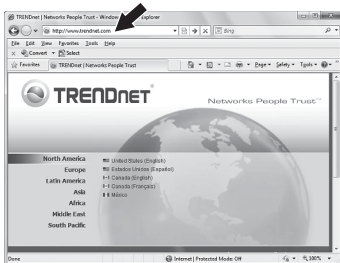 TRENDnet | Networks People Trust - Window Explorer
http://www.trendnet.com
Bing
File Edit View Favorites Tools Help
Convert Select
Favorites TRENDnet | Networks People Trust Page Safety Tools
TRENDNET
Networks People Trust™
North America
Europe
Latin America
Asia
Africa
Middle East
South Pacific
United States (English)
Estados Unidos (Español)
Canada (English)
Canada (Français)
México
Done Internet | Protected Mode: Off 100%